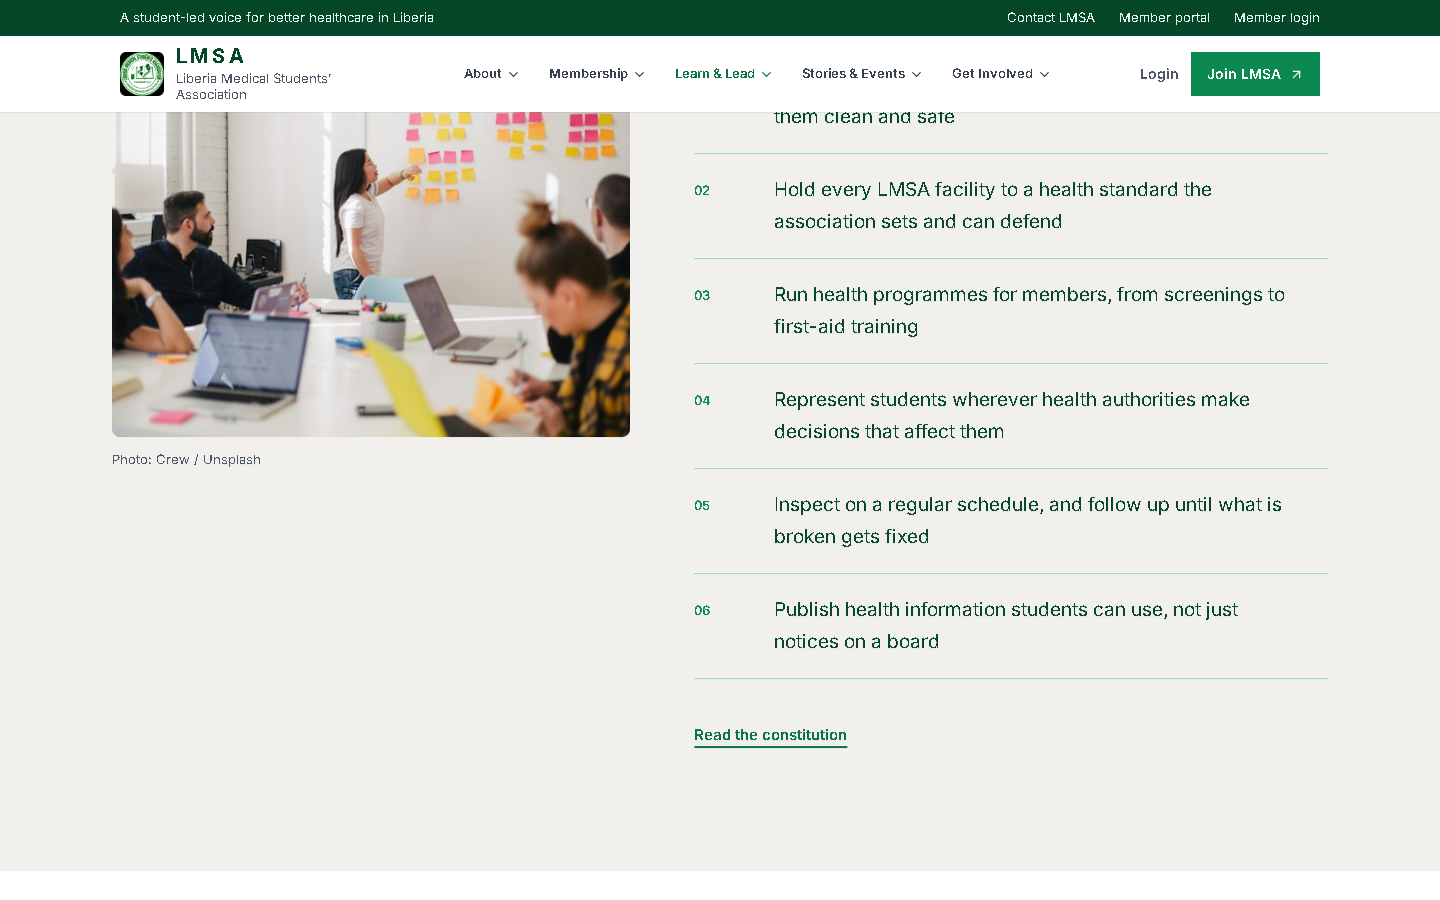 A student-led voice for better healthcare in Liberia
Contact LMSA
Member portal
Member login
LMSA
Liberia Medical Students'
Association
About
Membership
Learn & Lead
Stories & Events
Get Involved
Login
Join LMSA
them clean and safe
02
Hold every LMSA facility to a health standard the
association sets and can defend
03
Run health programmes for members, from screenings to
first-aid training
04
Represent students wherever health authorities make
decisions that affect them
05
Inspect on a regular schedule, and follow up until what is
broken gets fixed
06
Publish health information students can use, not just
notices on a board
Photo: Crew / Unsplash
Read the constitution